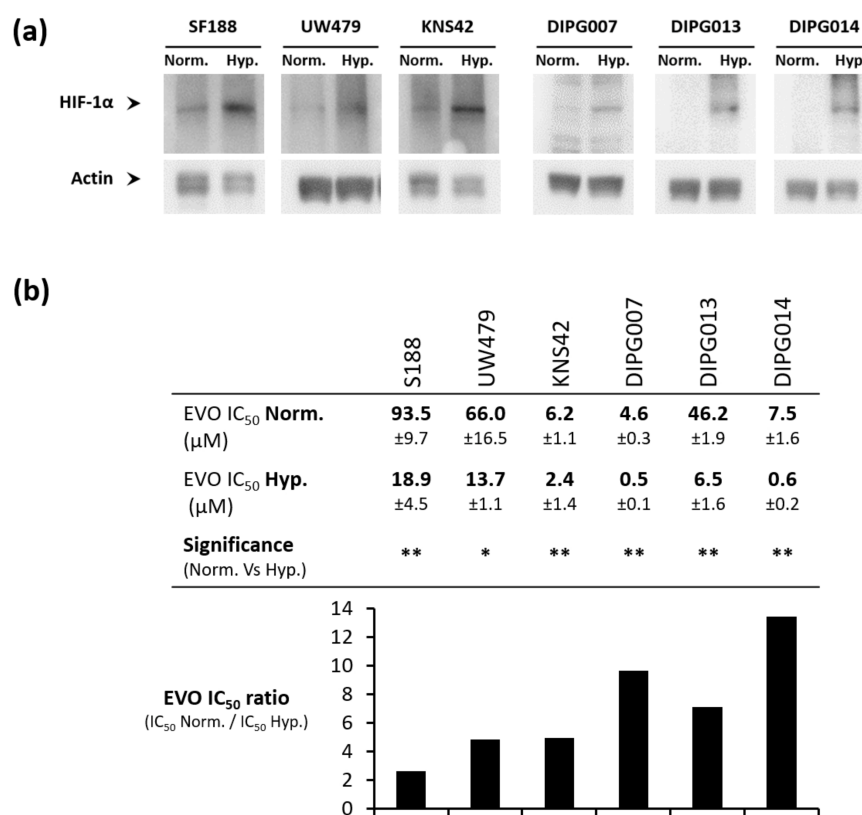 (a)
SF188 UW479 KNS42 DIPG007 DIPG013 DIPG014
Norm. Hyp. Norm. Hyp. Norm. Hyp. Norm. Hyp. Norm. Hyp. Norm. Hyp.
HIF-1α
Actin
(b)
S188 UW479 KNS42 DIPG007 DIPG013 DIPG014
EVO IC50 Norm. 93.5 66.0 6.2 4.6 46.2 7.5
(µM) ±9.7 ±16.5 ±1.1 ±0.3 ±1.9 ±1.6
EVO IC50 Hyp. 18.9 13.7 2.4 0.5 6.5 0.6
(µM) ±4.5 ±1.1 ±1.4 ±0.1 ±1.6 ±0.2
Significance ** * ** ** ** **
(Norm. Vs Hyp.)
14
12
10
8
6
4
2
0
EVO IC50 ratio
(IC50 Norm. / IC50 Hyp.)